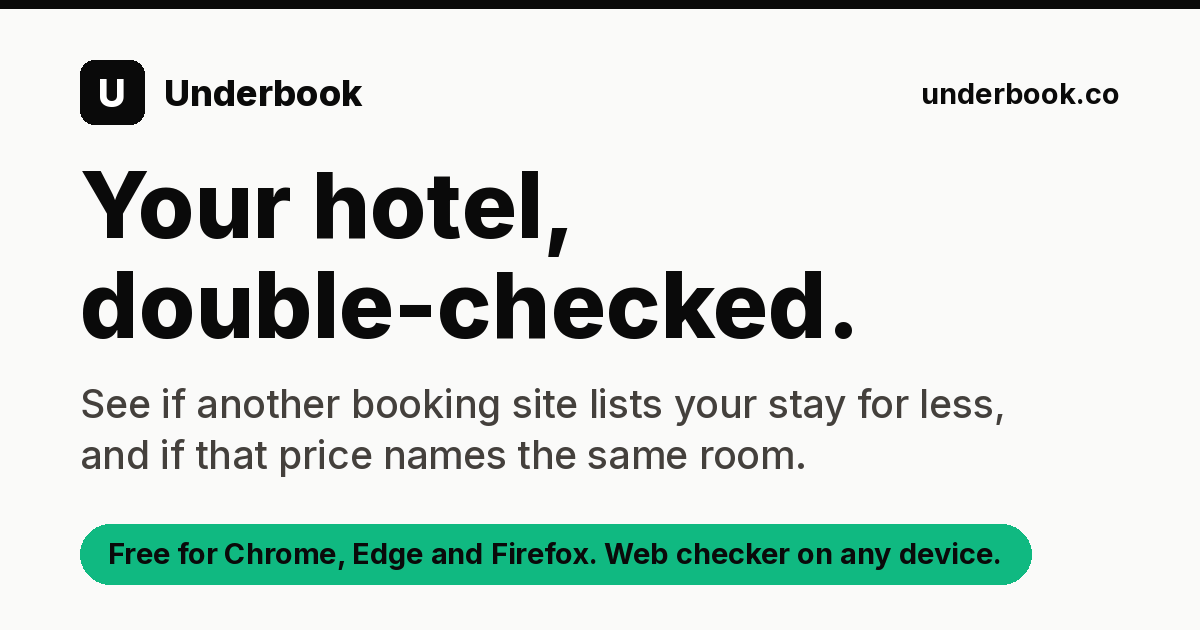 U Underbook
underbook.co
Your hotel,
double-checked.
See if another booking site lists your stay for less,
and if that price names the same room.
Free for Chrome, Edge and Firefox. Web checker on any device.